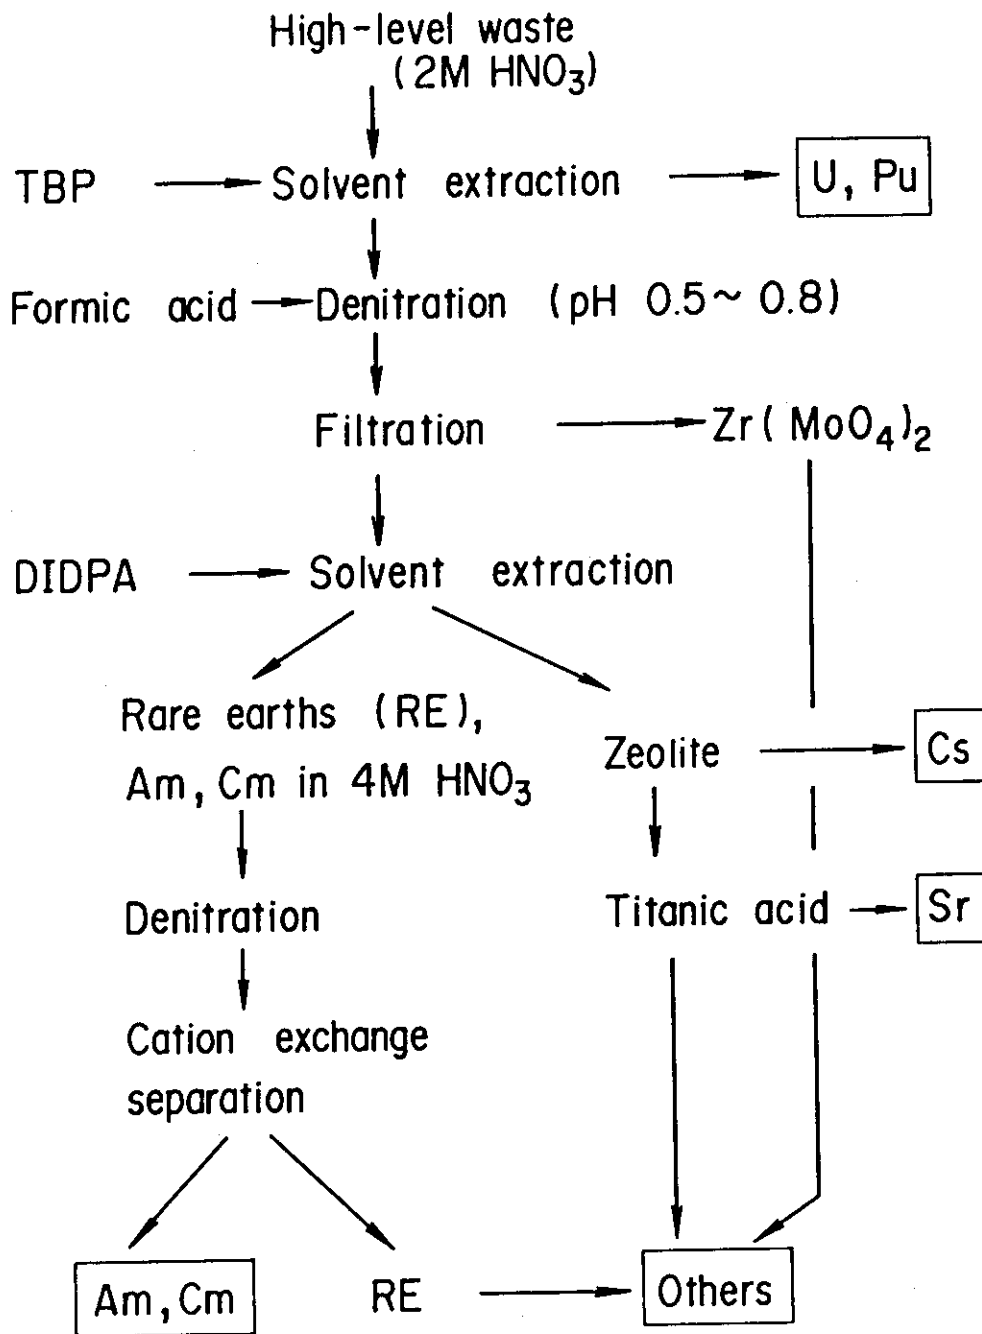 High-level waste
(2M HNO₃)
TBP
Solvent extraction
U, Pu
Formic acid
Denitration (pH 0.5~0.8)
Filtration
Zr(MoO₄)₂
DIDPA
Solvent extraction
Rare earths (RE),
Am, Cm in 4M HNO₃
Zeolite
Cs
Denitration
Titanic acid
Sr
Cation exchange
separation
Am, Cm
RE
Others